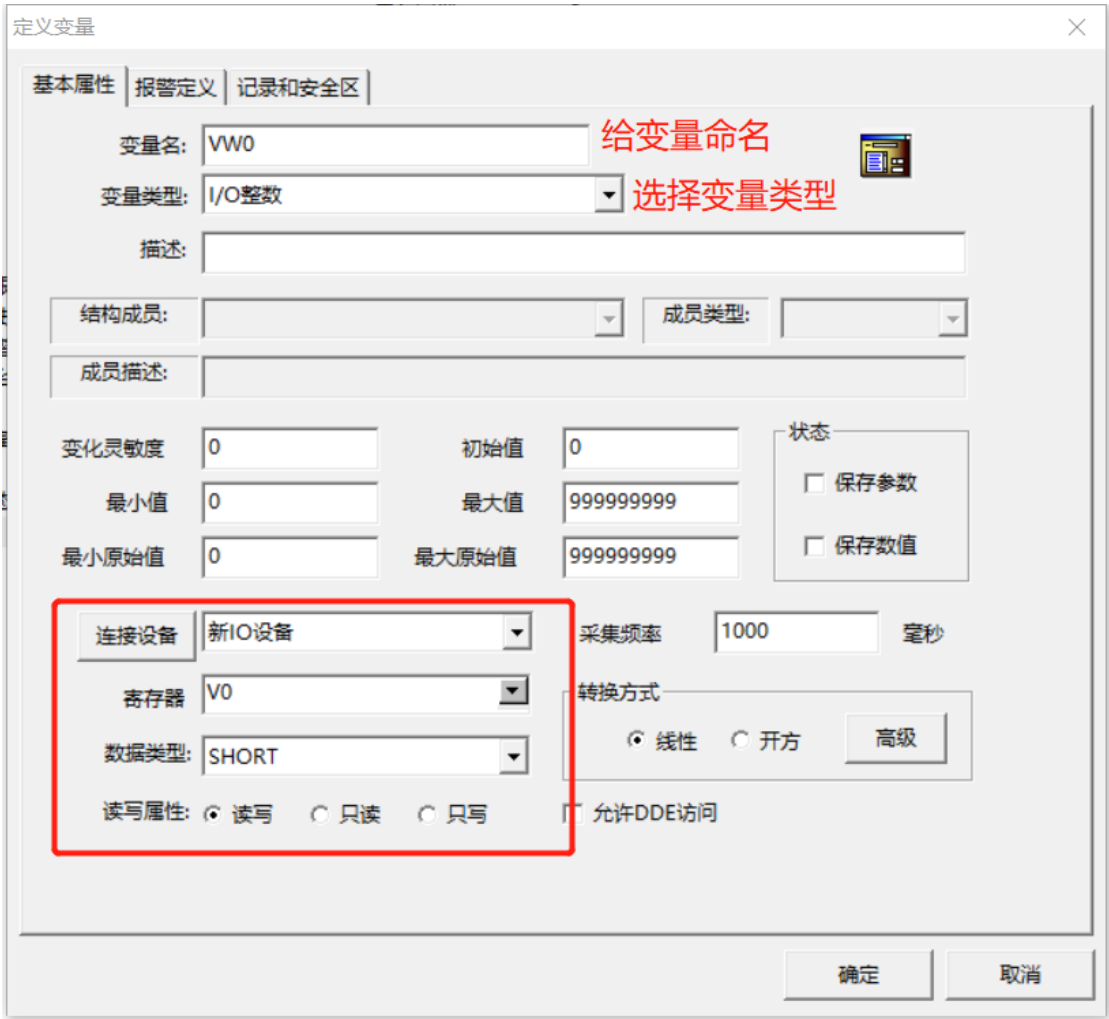 定义变量
基本属性 报警定义 记录和安全区
变量名: VW0 给变量命名
变量类型: I/O整数 选择变量类型
描述:
结构成员: 成员类型:
成员描述:
变化灵敏度 0 初始值 0 状态
最小值 0 最大值 999999999 保存参数
最小原始值 0 最大原始值 999999999 保存数值
连接设备 新IO设备 采集频率 1000 毫秒
寄存器 V0 转换方式
数据类型: SHORT 线性 开方 高级
读写属性: 读写 只读 只写 允许DDE访问
确定 取消